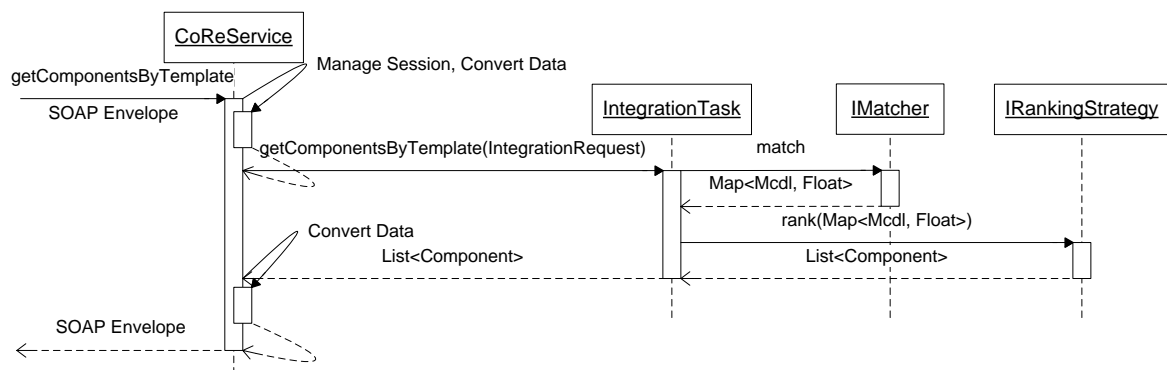 CoReService
Manage Session, Convert Data
getComponentsByTemplate
SOAP Envelope
IntegrationTask
IMatcher
IRankingStrategy
getComponentsByTemplate(IntegrationRequest)
match
Map<Mcdl, Float>
rank(Map<Mcdl, Float>)
Convert Data
List<Component>
List<Component>
SOAP Envelope